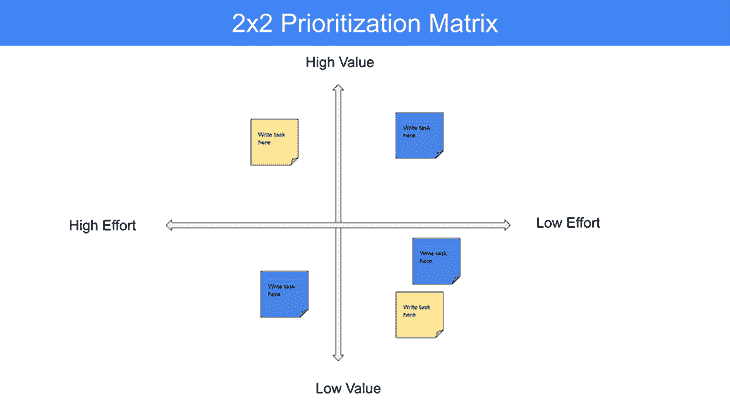 2x2 Prioritization Matrix
High Value
Write task
here
Write task
here
High Effort
Low Effort
Write task
here
Write task
here
Write task
here
Low Value